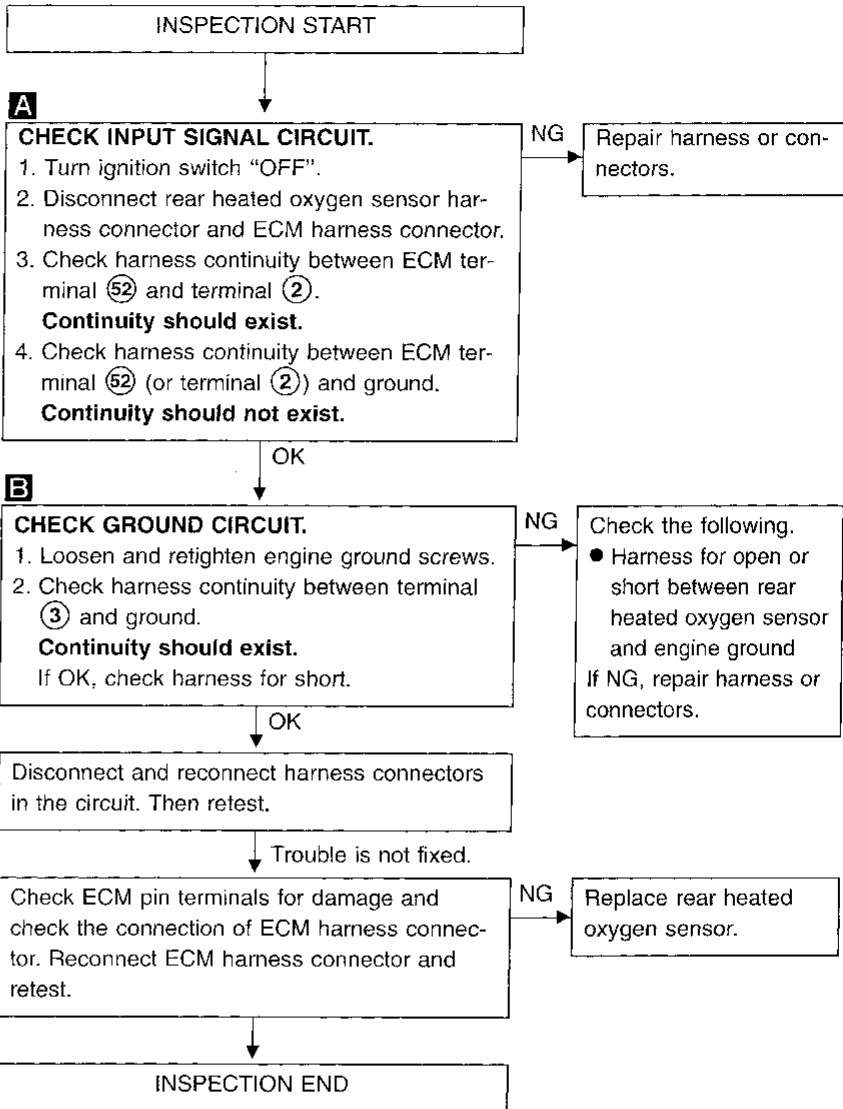 INSPECTION START
A
CHECK INPUT SIGNAL CIRCUIT.
1. Turn ignition switch “OFF”.
2. Disconnect rear heated oxygen sensor har-
ness connector and ECM harness connector.
3. Check harness continuity between ECM ter-
minal 52 and terminal 2.
Continuity should exist.
4. Check harness continuity between ECM ter-
minal 52 (or terminal 2) and ground.
Continuity should not exist.
NG
Repair harness or con-
nectors.
OK
B
CHECK GROUND CIRCUIT.
1. Loosen and retighten engine ground screws.
2. Check harness continuity between terminal
3 and ground.
Continuity should exist.
If OK, check harness for short.
NG
Check the following.
● Harness for open or
short between rear
heated oxygen sensor
and engine ground
If NG, repair harness or
connectors.
OK
Disconnect and reconnect harness connectors
in the circuit. Then retest.
Trouble is not fixed.
Check ECM pin terminals for damage and
check the connection of ECM harness connec-
tor. Reconnect ECM harness connector and
retest.
NG
Replace rear heated
oxygen sensor.
INSPECTION END